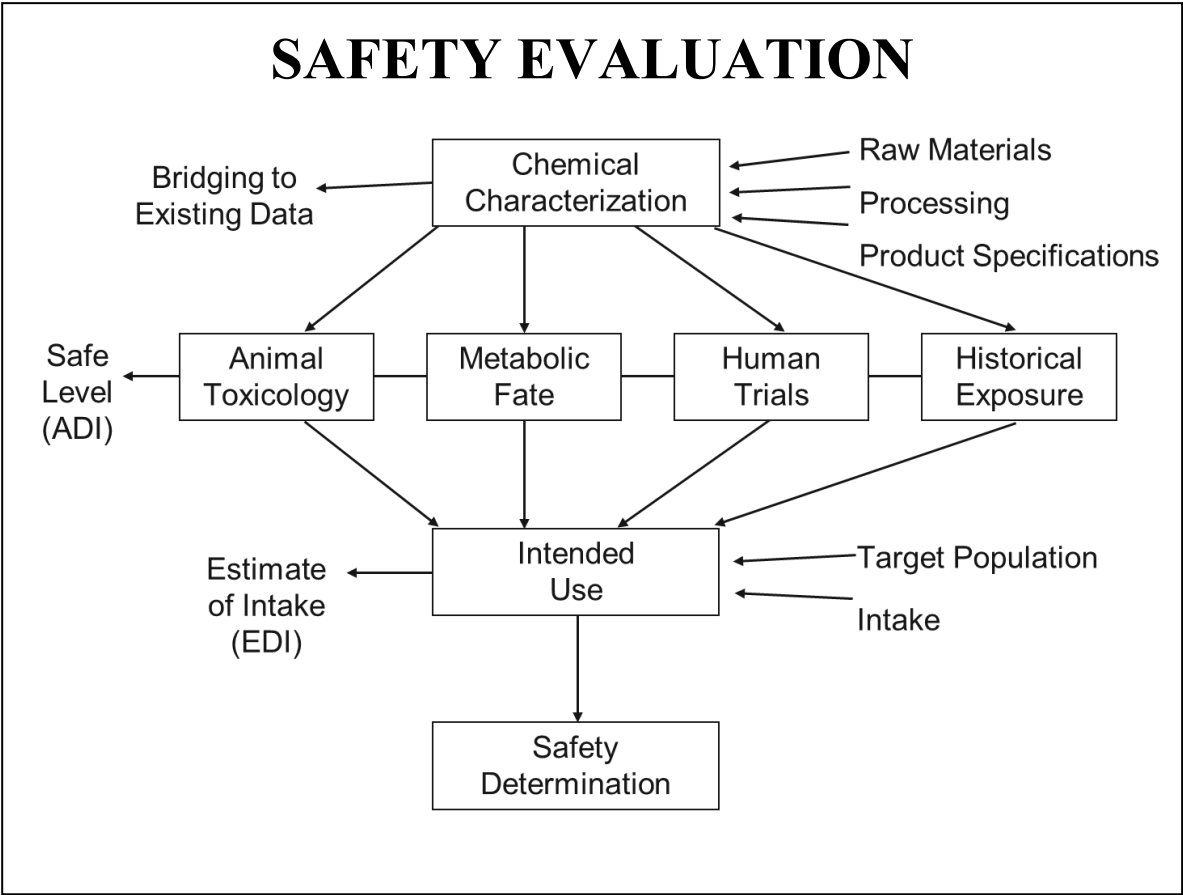 SAFETY EVALUATION
Chemical
Characterization
Raw Materials
Processing
Product Specifications
Bridging to
Existing Data
Safe
Level
(ADI)
Animal
Toxicology
Metabolic
Fate
Human
Trials
Historical
Exposure
Intended
Use
Target Population
Intake
Estimate
of Intake
(EDI)
Safety
Determination